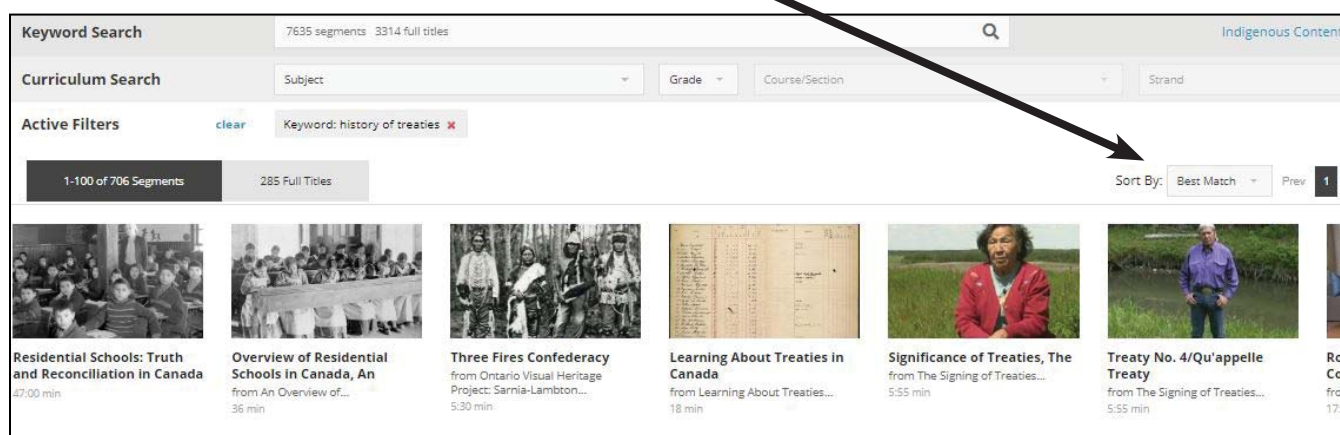 Keyword Search
7635 segments 3314 full titles
Indigenous Content
Curriculum Search
Subject
Grade
Course/Section
Strand
Active Filters
clear
Keyword: history of treaties
1-100 of 706 Segments
285 Full Titles
Sort By:
Best Match
Prev
1
Residential Schools: Truth
and Reconciliation in Canada
47:00 min
Overview of Residential
Schools in Canada, An
from An Overview of...
36 min
Three Fires Confederacy
from Ontario Visual Heritage
Project: Sarnia-Lambton...
5:30 min
Learning About Treaties in
Canada
from Learning About Treaties...
18 min
Significance of Treaties, The
from The Signing of Treaties...
5:55 min
Treaty No. 4/Qu'appelle
Treaty
from The Signing of Treaties...
5:55 min